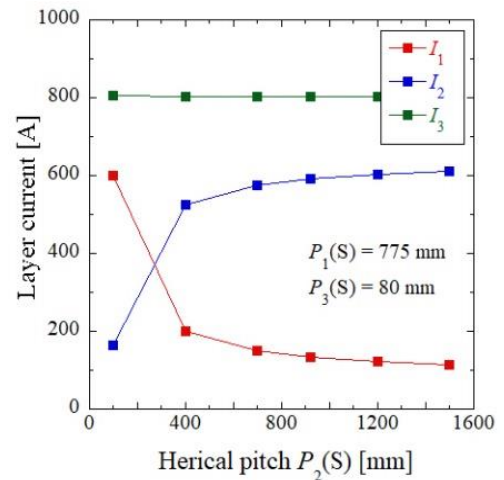 1000
800
600
400
200
0
Layer current [A]
I1
I2
I3
P1(S) = 775 mm
P3(S) = 80 mm
0 400 800 1200 1600
Herical pitch P2(S) [mm]